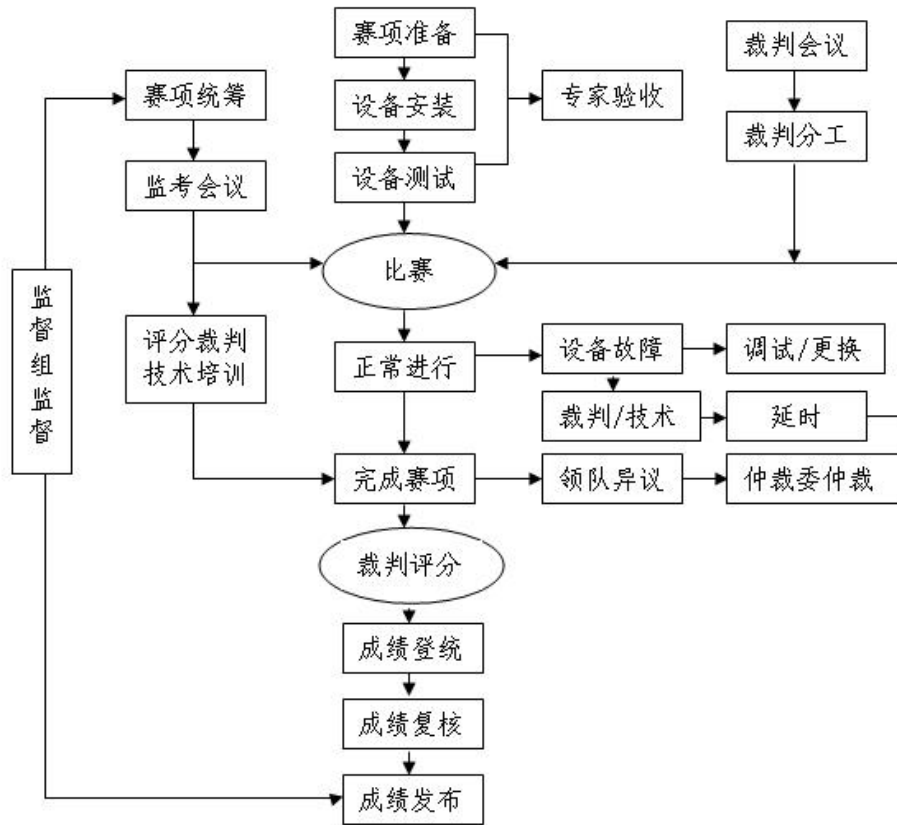 赛项准备
裁判会议
赛项统筹
设备安装
专家验收
裁判分工
监考会议
设备测试
比赛
监
督
组
监
督
评分裁判
技术培训
正常进行
设备故障
调试/更换
裁判/技术
延时
完成赛项
领队异议
仲裁委仲裁
裁判评分
成绩登统
成绩复核
成绩发布